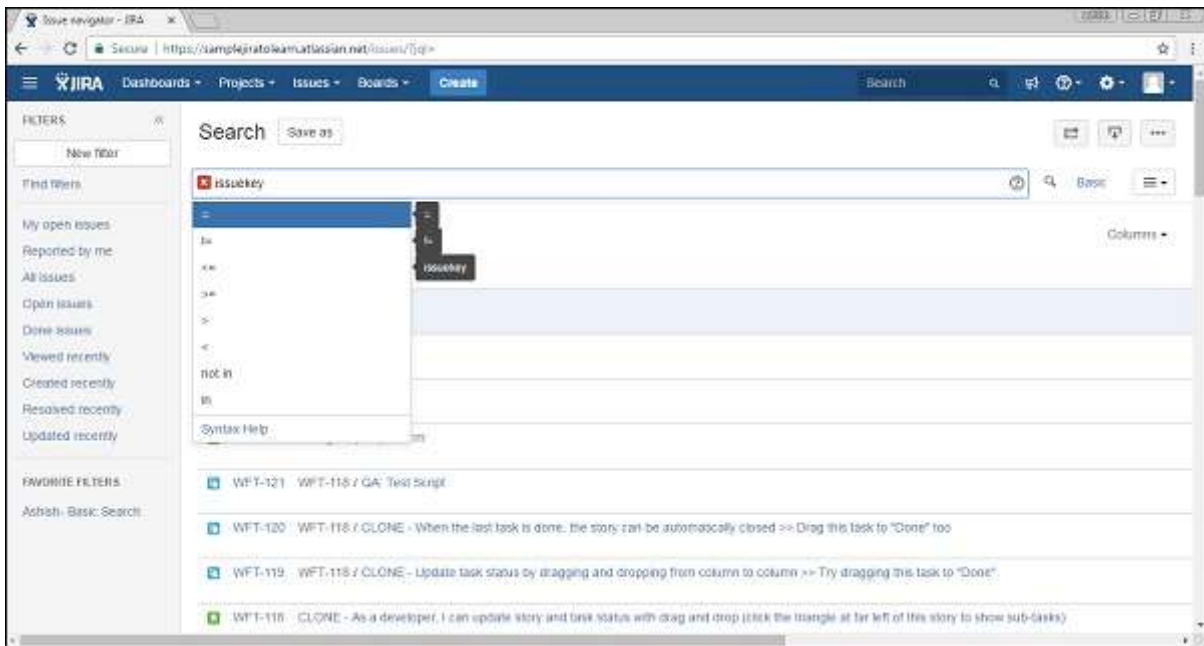 Issue navigator - JIRA
Secure https://samplejiratolearn.atlassian.net/issues/?jql=
JIRA Dashboards Projects Issues Boards Create Search
FILTERS
New filter
Find filters
My open issues
Reported by me
All issues
Open issues
Done issues
Viewed recently
Created recently
Resolved recently
Updated recently
FAVORITE FILTERS
Ashish- Basic Search
Search Save as
issuekey Basic
Columns
= =
!= !=
<= issuekey
>=
>
<
not in
in
Syntax Help
WFT-121 WFT-118 / QA: Test Script
WFT-120 WFT-118 / CLONE - When the last task is done, the story can be automatically closed >> Drag this task to "Done" too
WFT-119 WFT-118 / CLONE - Update task status by dragging and dropping from column to column >> Try dragging this task to "Done"
WFT-118 CLONE - As a developer, I can update story and task status with drag and drop (click the triangle at far left of this story to show sub-tasks)